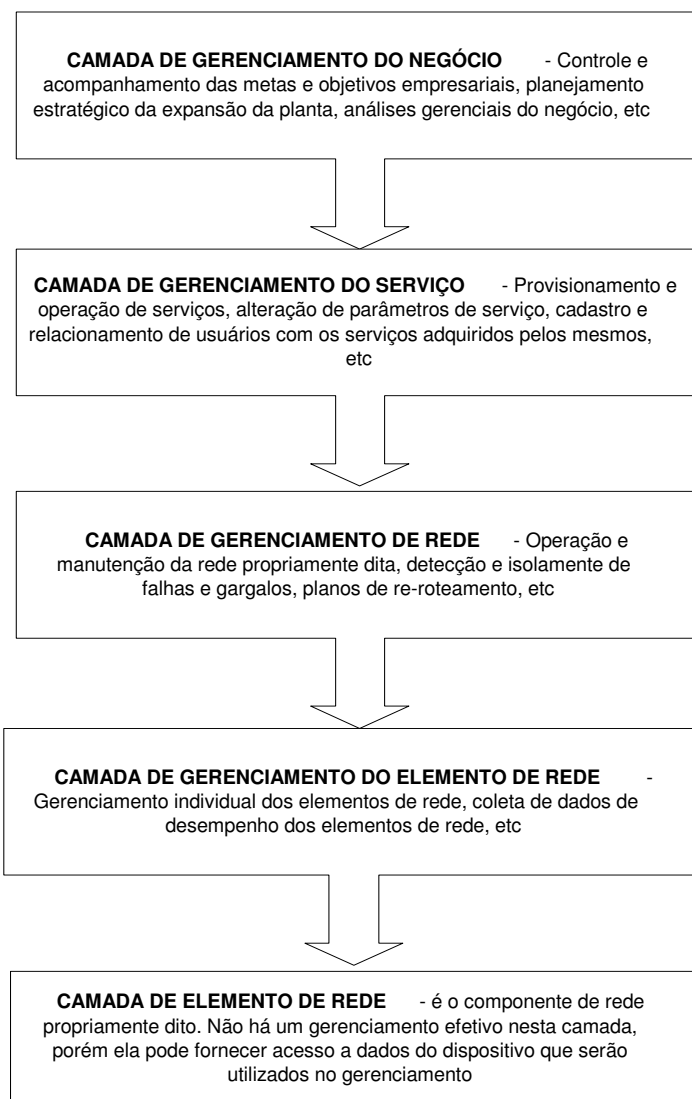 CAMADA DE GERENCIAMENTO DO NEGÓCIO - Controle e
acompanhamento das metas e objetivos empresariais, planejamento
estratégico da expansão da planta, análises gerenciais do negócio, etc
CAMADA DE GERENCIAMENTO DO SERVIÇO - Provisionamento e
operação de serviços, alteração de parâmetros de serviço, cadastro e
relacionamento de usuários com os serviços adquiridos pelos mesmos,
etc
CAMADA DE GERENCIAMENTO DE REDE - Operação e
manutenção da rede propriamente dita, detecção e isolamente de
falhas e gargalos, planos de re-roteamento, etc
CAMADA DE GERENCIAMENTO DO ELEMENTO DE REDE -
Gerenciamento individual dos elementos de rede, coleta de dados de
desempenho dos elementos de rede, etc
CAMADA DE ELEMENTO DE REDE - é o componente de rede
propriamente dito. Não há um gerenciamento efetivo nesta camada,
porém ela pode fornecer acesso a dados do dispositivo que serão
utilizados no gerenciamento